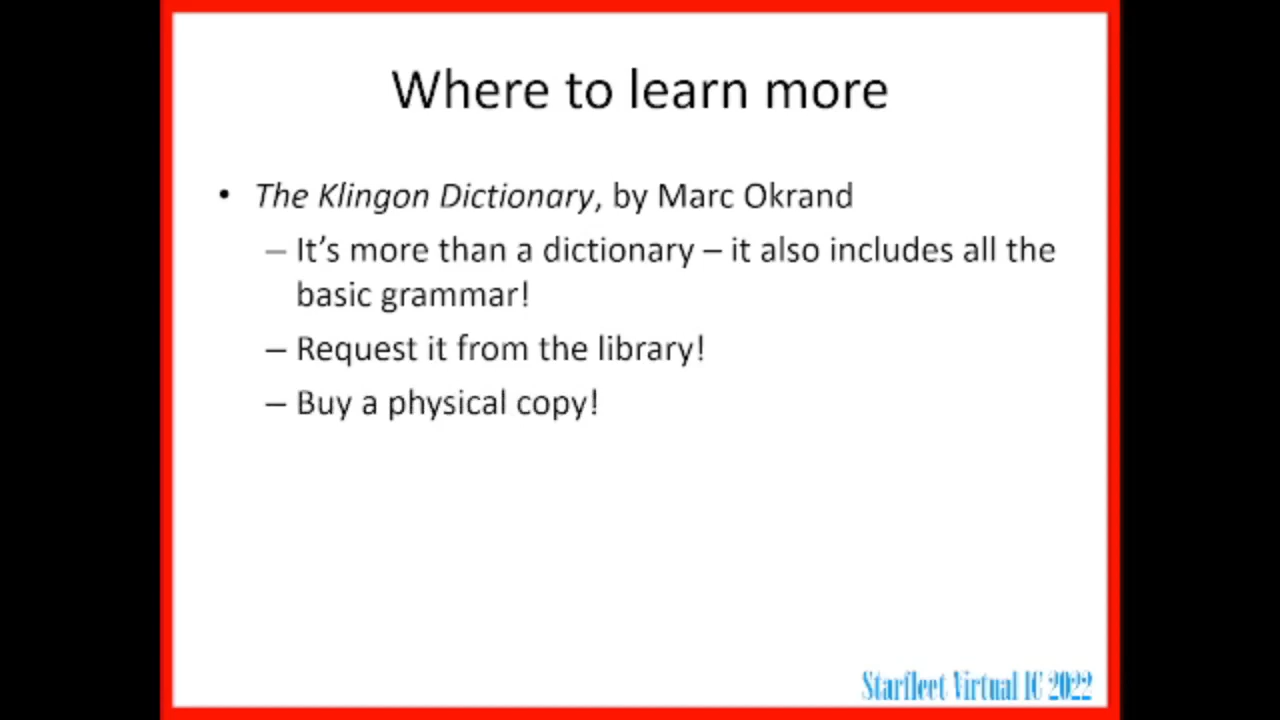 Where to learn more
• The Klingon Dictionary, by Marc Okrand
– It's more than a dictionary – it also includes all the
basic grammar!
– Request it from the library!
– Buy a physical copy!
Starfleet Virtual IC 2022